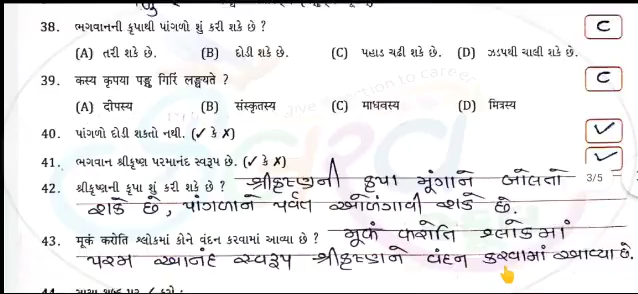 38. ભગવાનની કૃપાથી પાંગળો શું કરી શકે છે ? C
(A) તરી શકે છે. (B) દોડી શકે છે. (C) પહાડ ચઢી શકે છે. (D) ઝડપથી ચાલી શકે છે.
39. कस्य कृपया पङ्गु गिरिं लङ्घयते ? C
(A) दीपस्य (B) संस्कृतस्य (C) माधवस्य (D) मित्रस्य
40. પાંગળો દોડી શકતો નથી. (✓ કે ✗) ✓
41. ભગવાન શ્રીકૃષ્ણ પરમાનંદ સ્વરૂપ છે. (✓ કે ✗) ✓
42. શ્રીકૃષ્ણની કૃપા શું કરી શકે છે ? શ્રીકૃષ્ણની કૃપા મૂંગાને બોલતો 3/5
શકે છે, પાંગળાને પર્વત ઓળંગાવી શકે છે.
43. मूकं करोति શ્લોકમાં કોને વંદન કરવામાં આવ્યા છે ? मूकं करोति શ્લોકમાં
પરમ આનંદ સ્વરૂપ શ્રીકૃષ્ણને વંદન કરવામાં આવ્યા છે.